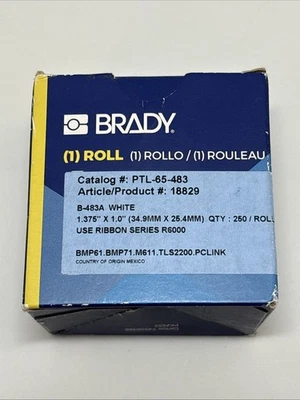 BRADY.
(1) ROLL (1) ROLLO / (1) ROULEAU
Catalog #: PTL-65-483
Article/Product #: 18829
B-483A WHITE
1.375" X 1.0" (34.9MM X 25.4MM) QTY : 250 / ROLL
USE RIBBON SERIES R6000
BMP61.BMP71.M611.TLS2200.PCLINK
COUNTRY OF ORIGIN MEXICO